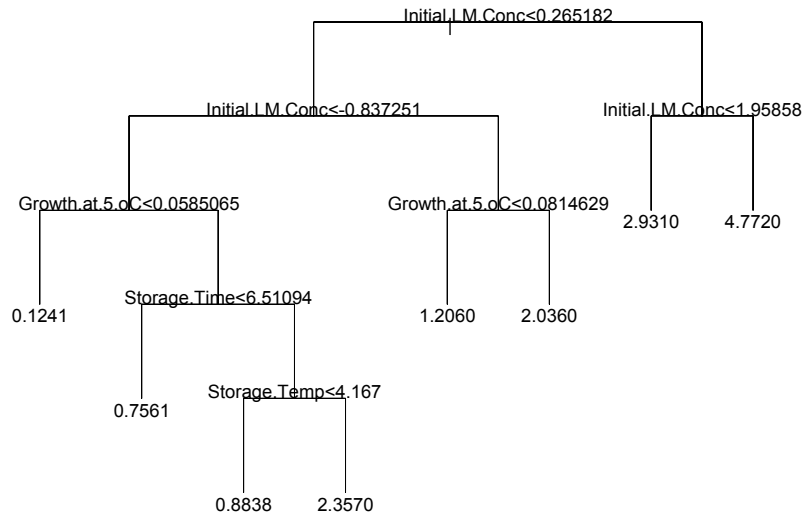 Initial.LM.Conc<0.265182
Initial.LM.Conc<-0.837251
Initial.LM.Conc<1.95858
Growth.at.5.oC<0.0585065
Growth.at.5.oC<0.0814629
2.9310
4.7720
0.1241
Storage.Time<6.51094
1.2060
2.0360
0.7561
Storage.Temp<4.167
0.8838
2.3570